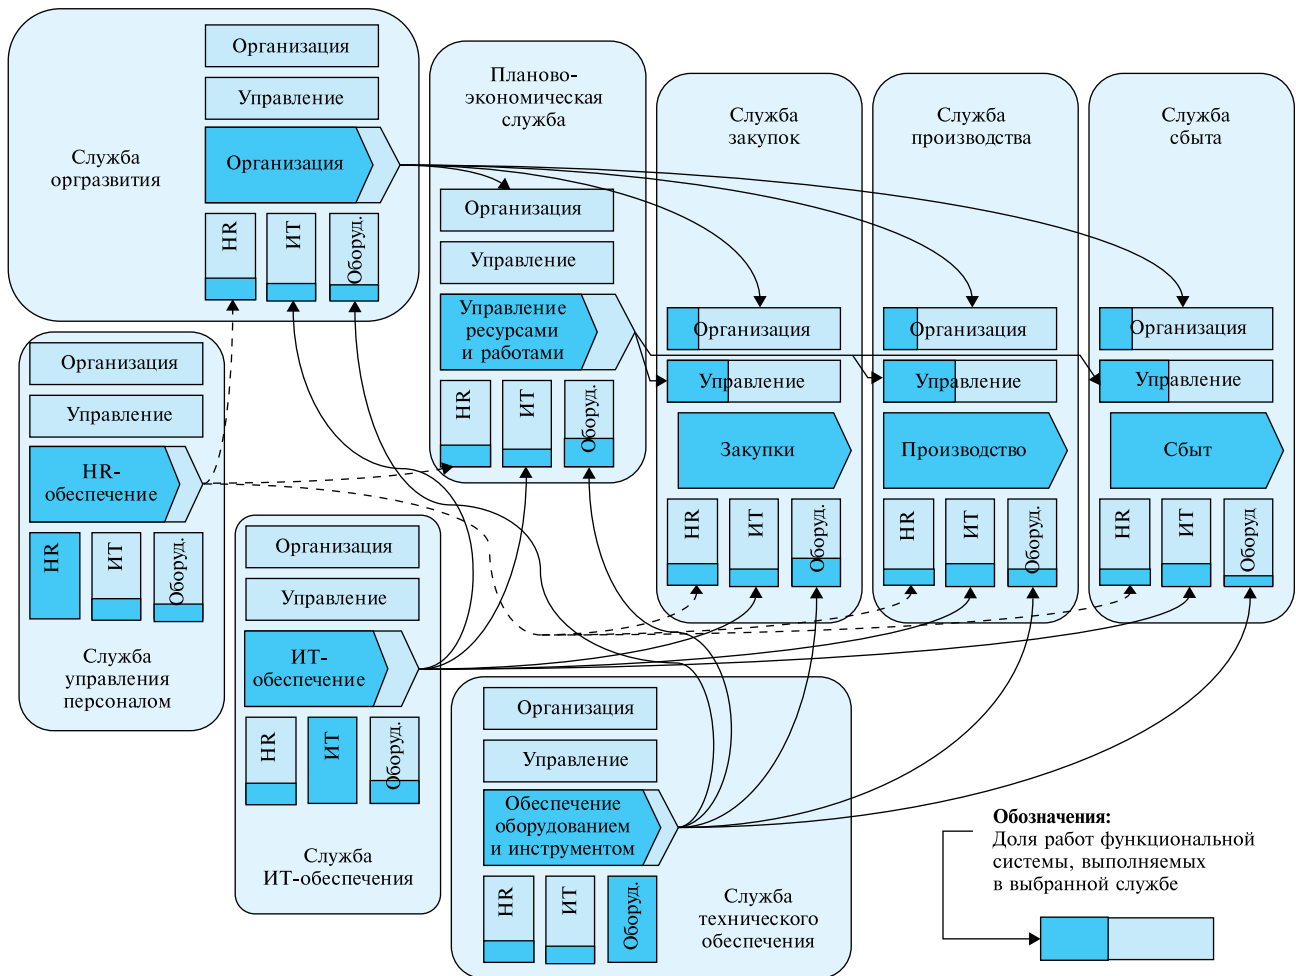 Служба
оргразвития
Организация
Управление
Организация
HR
ИТ
Оборуд.
Планово-
экономическая
служба
Организация
Управление
Управление
ресурсами
и работами
HR
ИТ
Оборуд.
Служба
закупок
Организация
Управление
Закупки
HR
ИТ
Оборуд.
Служба
производства
Организация
Управление
Производство
HR
ИТ
Оборуд.
Служба
сбыта
Организация
Управление
Сбыт
HR
ИТ
Оборуд
Организация
Управление
HR-
обеспечение
HR
ИТ
Оборуд.
Служба
управления
персоналом
Организация
Управление
ИТ-
обеспечение
HR
ИТ
Оборуд.
Служба
ИТ-обеспечения
Организация
Управление
Обеспечение
оборудованием
и инструментом
HR
ИТ
Оборуд.
Служба
технического
обеспечения
Обозначения:
Доля работ функциональной
системы, выполняемых
в выбранной службе